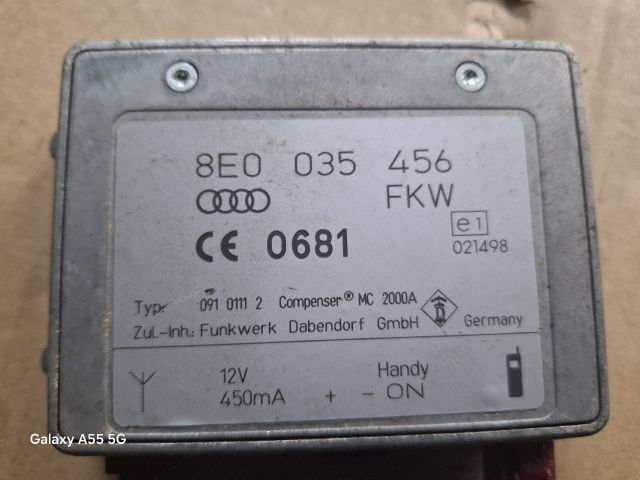 8E0 035 456
FKW
CE 0681
e1
021498
Typ: 091 0111 2 Compenser® MC 2000A
Zul.-Inh.: Funkwerk Dabendorf GmbH Germany
12V Handy
450mA + - ON
Galaxy A55 5G